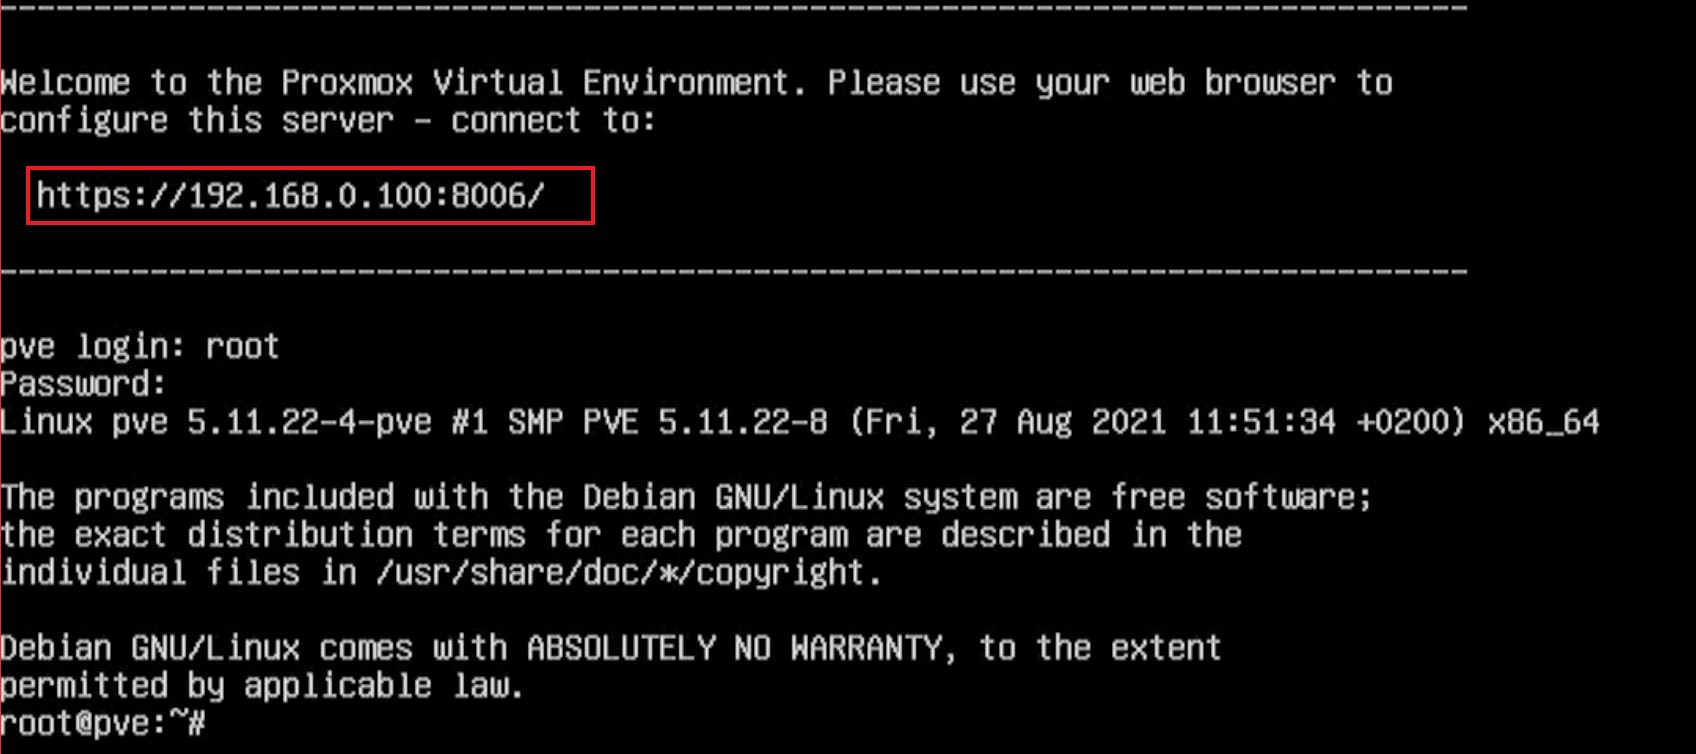 --------------------------------------------------------------------------------
Welcome to the Proxmox Virtual Environment. Please use your web browser to
configure this server - connect to:
https://192.168.0.100:8006/
--------------------------------------------------------------------------------
pve login: root
Password:
Linux pve 5.11.22-4-pve #1 SMP PVE 5.11.22-8 (Fri, 27 Aug 2021 11:51:34 +0200) x86_64
The programs included with the Debian GNU/Linux system are free software;
the exact distribution terms for each program are described in the
individual files in /usr/share/doc/*/copyright.
Debian GNU/Linux comes with ABSOLUTELY NO WARRANTY, to the extent
permitted by applicable law.
root@pve:~#